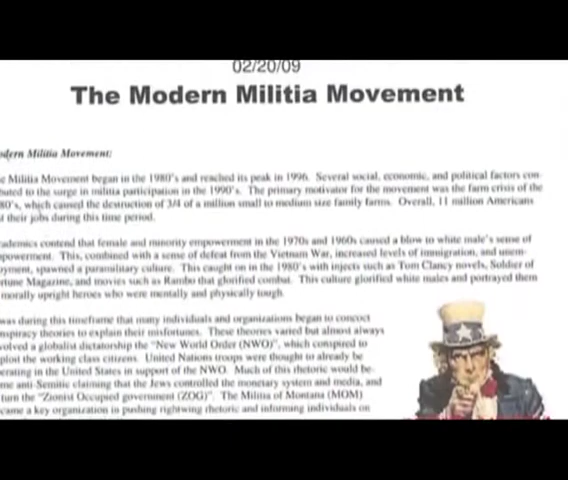 02/20/09
The Modern Militia Movement
odern Militia Movement:
e Militia Movement began in the 1980's and reached its peak in 1996. Several social, economic, and political factors con-
buted to the surge in militia participation in the 1990's. The primary motivator for the movement was the farm crisis of the
80's, which caused the destruction of 3/4 of a million small to medium size family farms. Overall, 11 million Americans
t their jobs during this time period.
ademics contend that female and minority empowerment in the 1970s and 1960s caused a blow to white male's sense of
powerment. This, combined with a sense of defeat from the Vietnam War, increased levels of immigration, and unem-
oyment, spawned a paramilitary culture. This caught on in the 1980's with injects such as Tom Clancy novels, Soldier of
rtune Magazine, and movies such as Rambo that glorified combat. This culture glorified white males and portrayed them
morally upright heroes who were mentally and physically tough.
was during this timeframe that many individuals and organizations began to concoct
nspiracy theories to explain their misfortunes. These theories varied but almost always
volved a globalist dictatorship the "New World Order (NWO)", which conspired to
ploit the working class citizens. United Nations troops were thought to already be
erating in the United States in support of the NWO. Much of this rhetoric would be-
me anti-Semitic claiming that the Jews controlled the monetary system and media, and
turn the "Zionist Occupied government (ZOG)". The Militia of Montana (MOM)
came a key organization in pushing rightwing rhetoric and informing individuals on